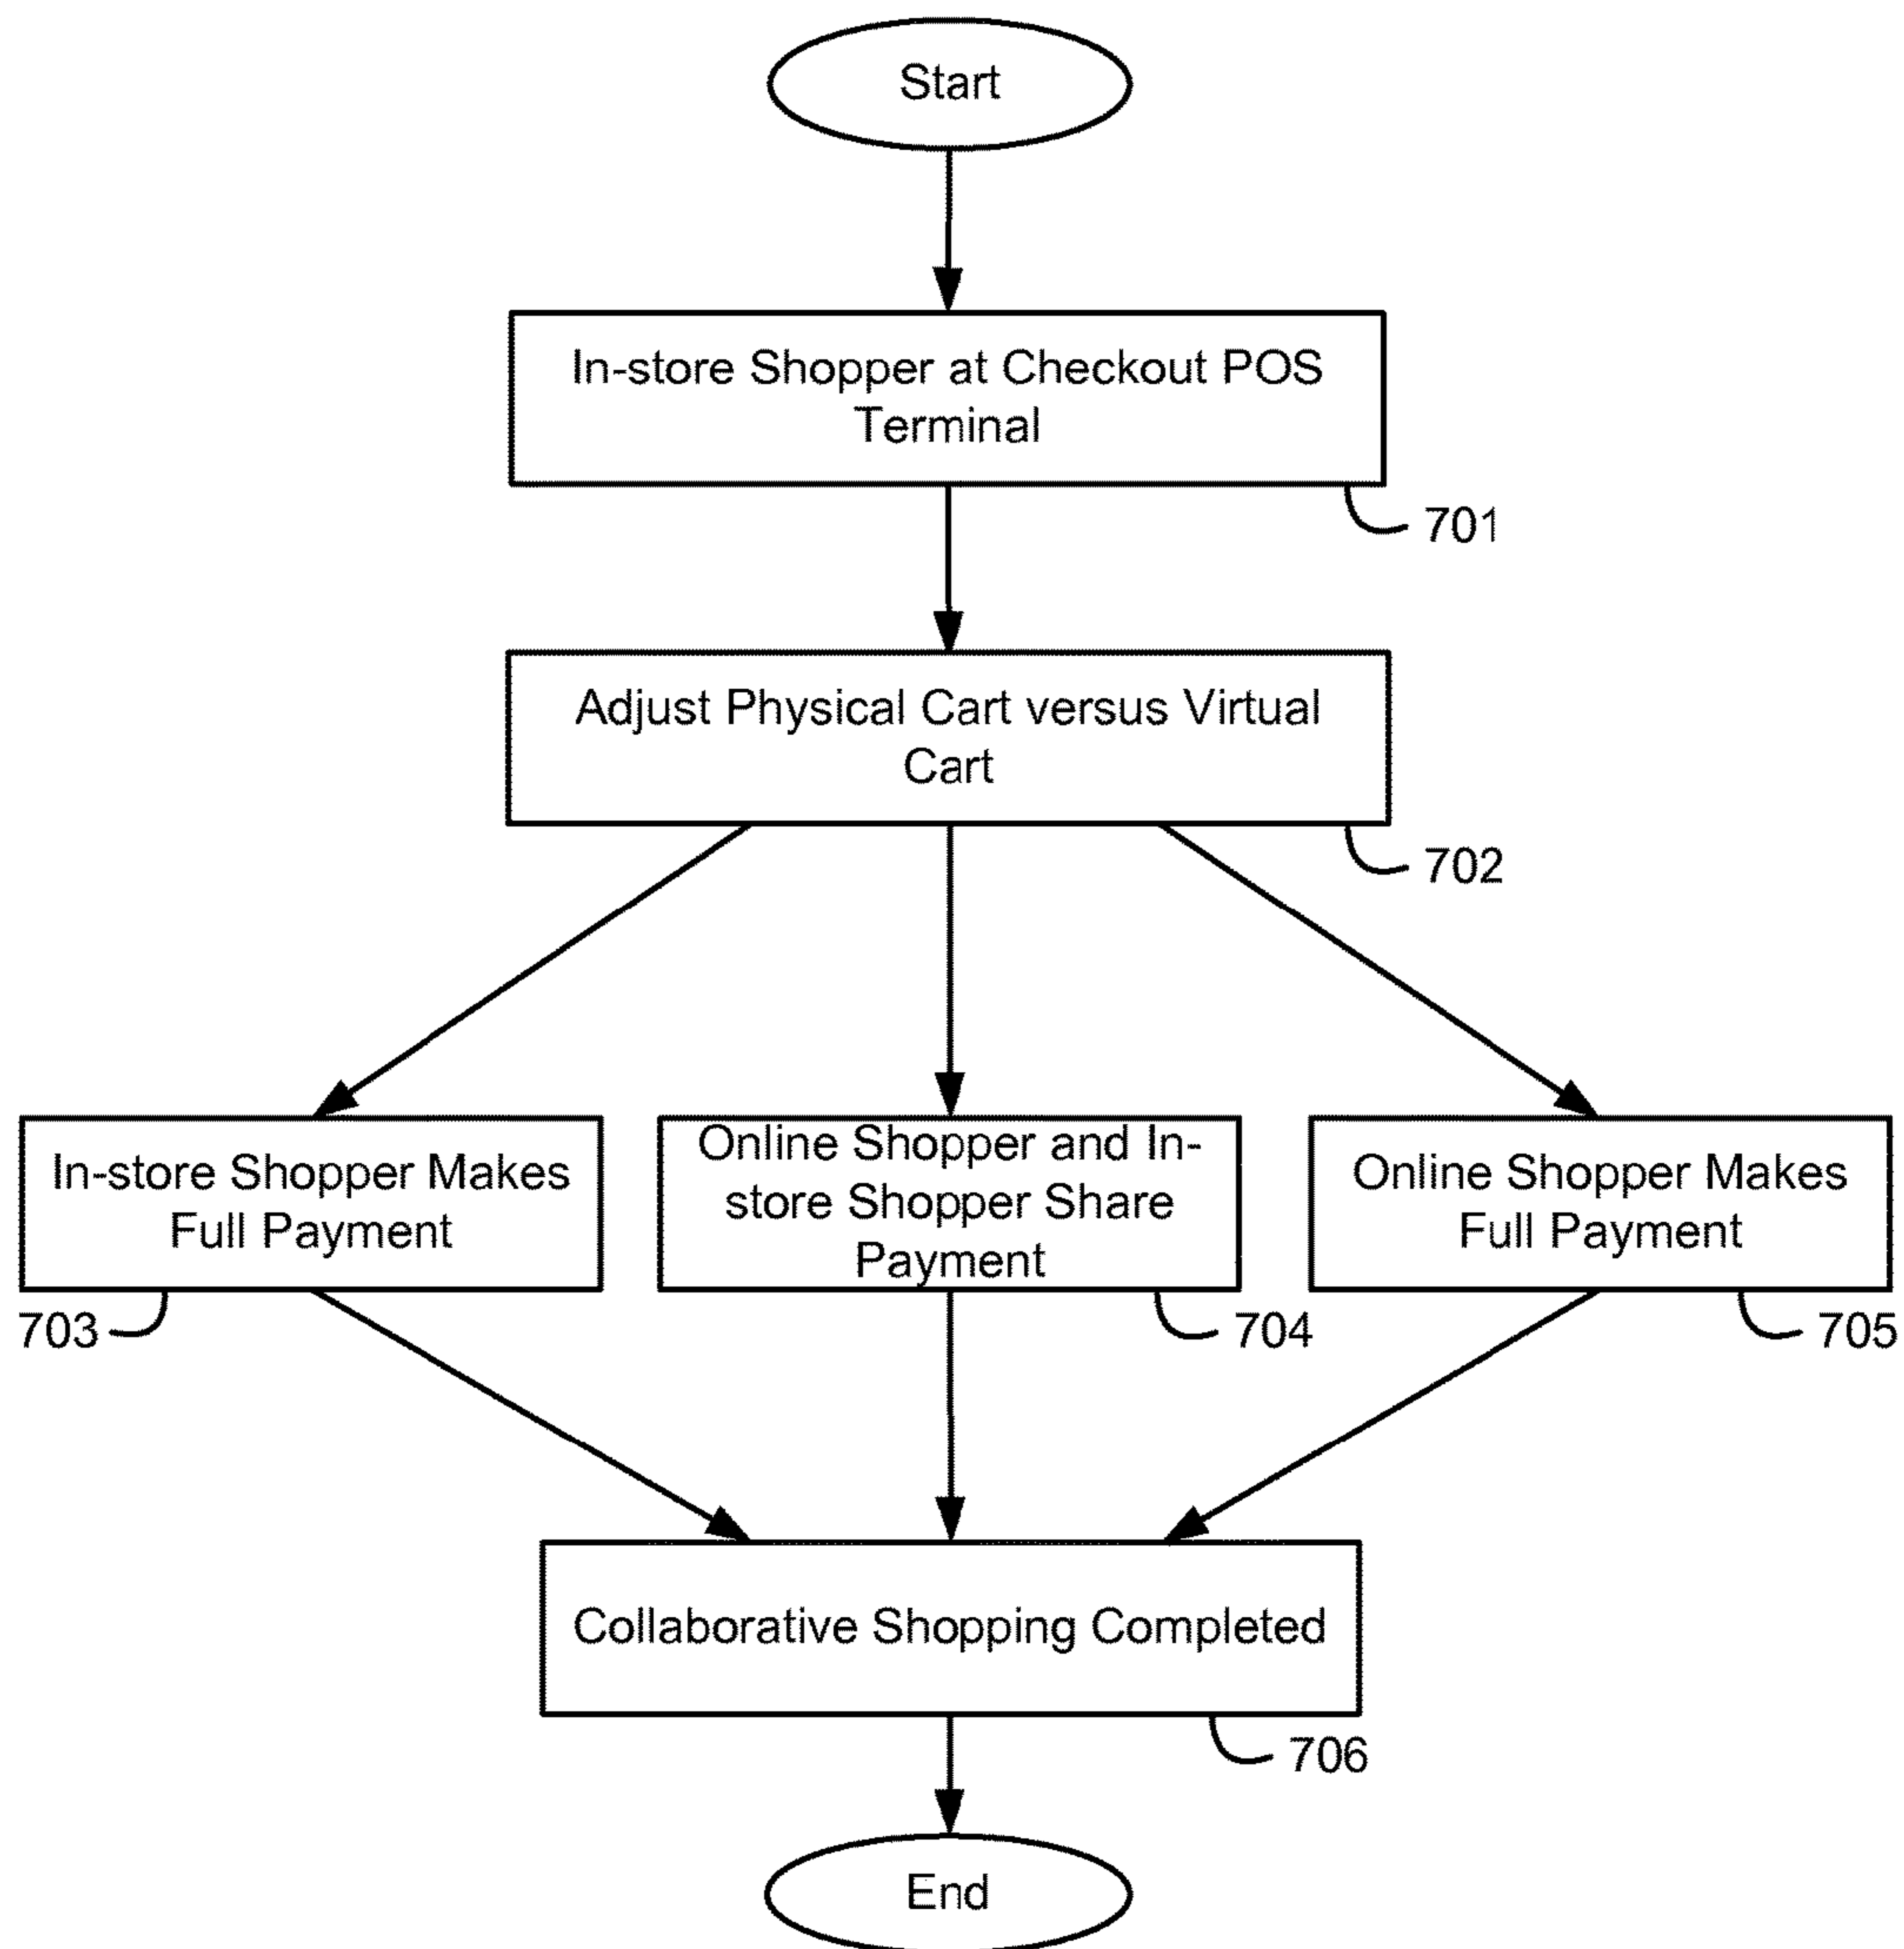 Start
In-store Shopper at Checkout POS
Terminal
701
Adjust Physical Cart versus Virtual
Cart
702
In-store Shopper Makes
Full Payment
703
Online Shopper and In-
store Shopper Share
Payment
704
Online Shopper Makes
Full Payment
705
Collaborative Shopping Completed
706
End